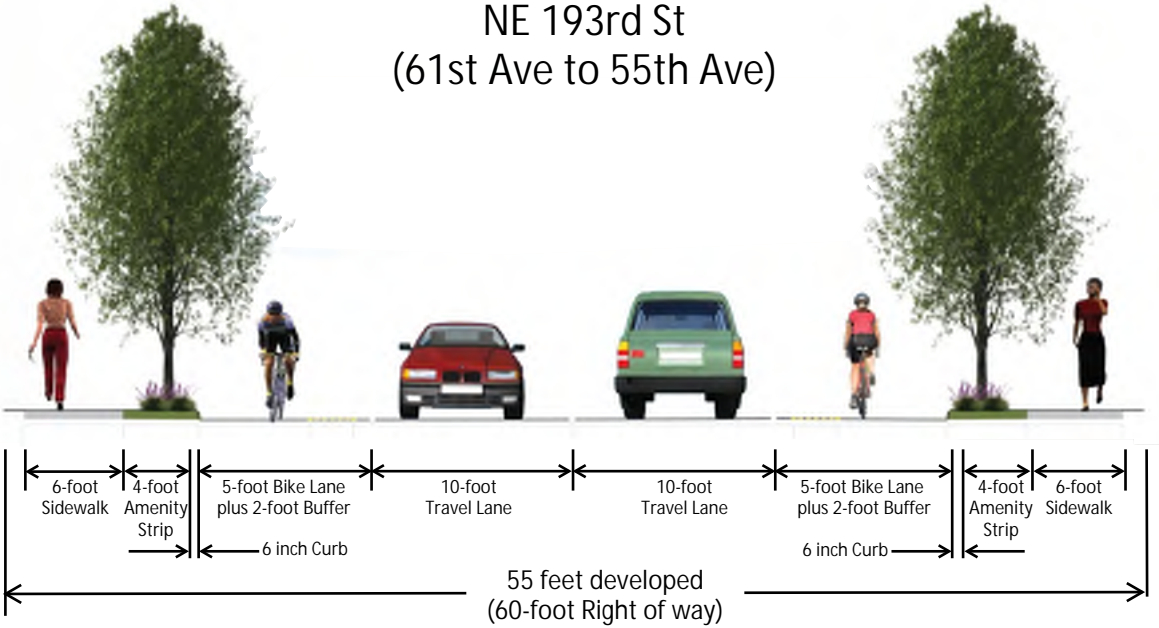 NE 193rd St
(61st Ave to 55th Ave)
6-foot
Sidewalk
4-foot
Amenity
Strip
5-foot Bike Lane
plus 2-foot Buffer
10-foot
Travel Lane
10-foot
Travel Lane
5-foot Bike Lane
plus 2-foot Buffer
4-foot
Amenity
Strip
6-foot
Sidewalk
6 inch Curb
6 inch Curb
55 feet developed
(60-foot Right of way)